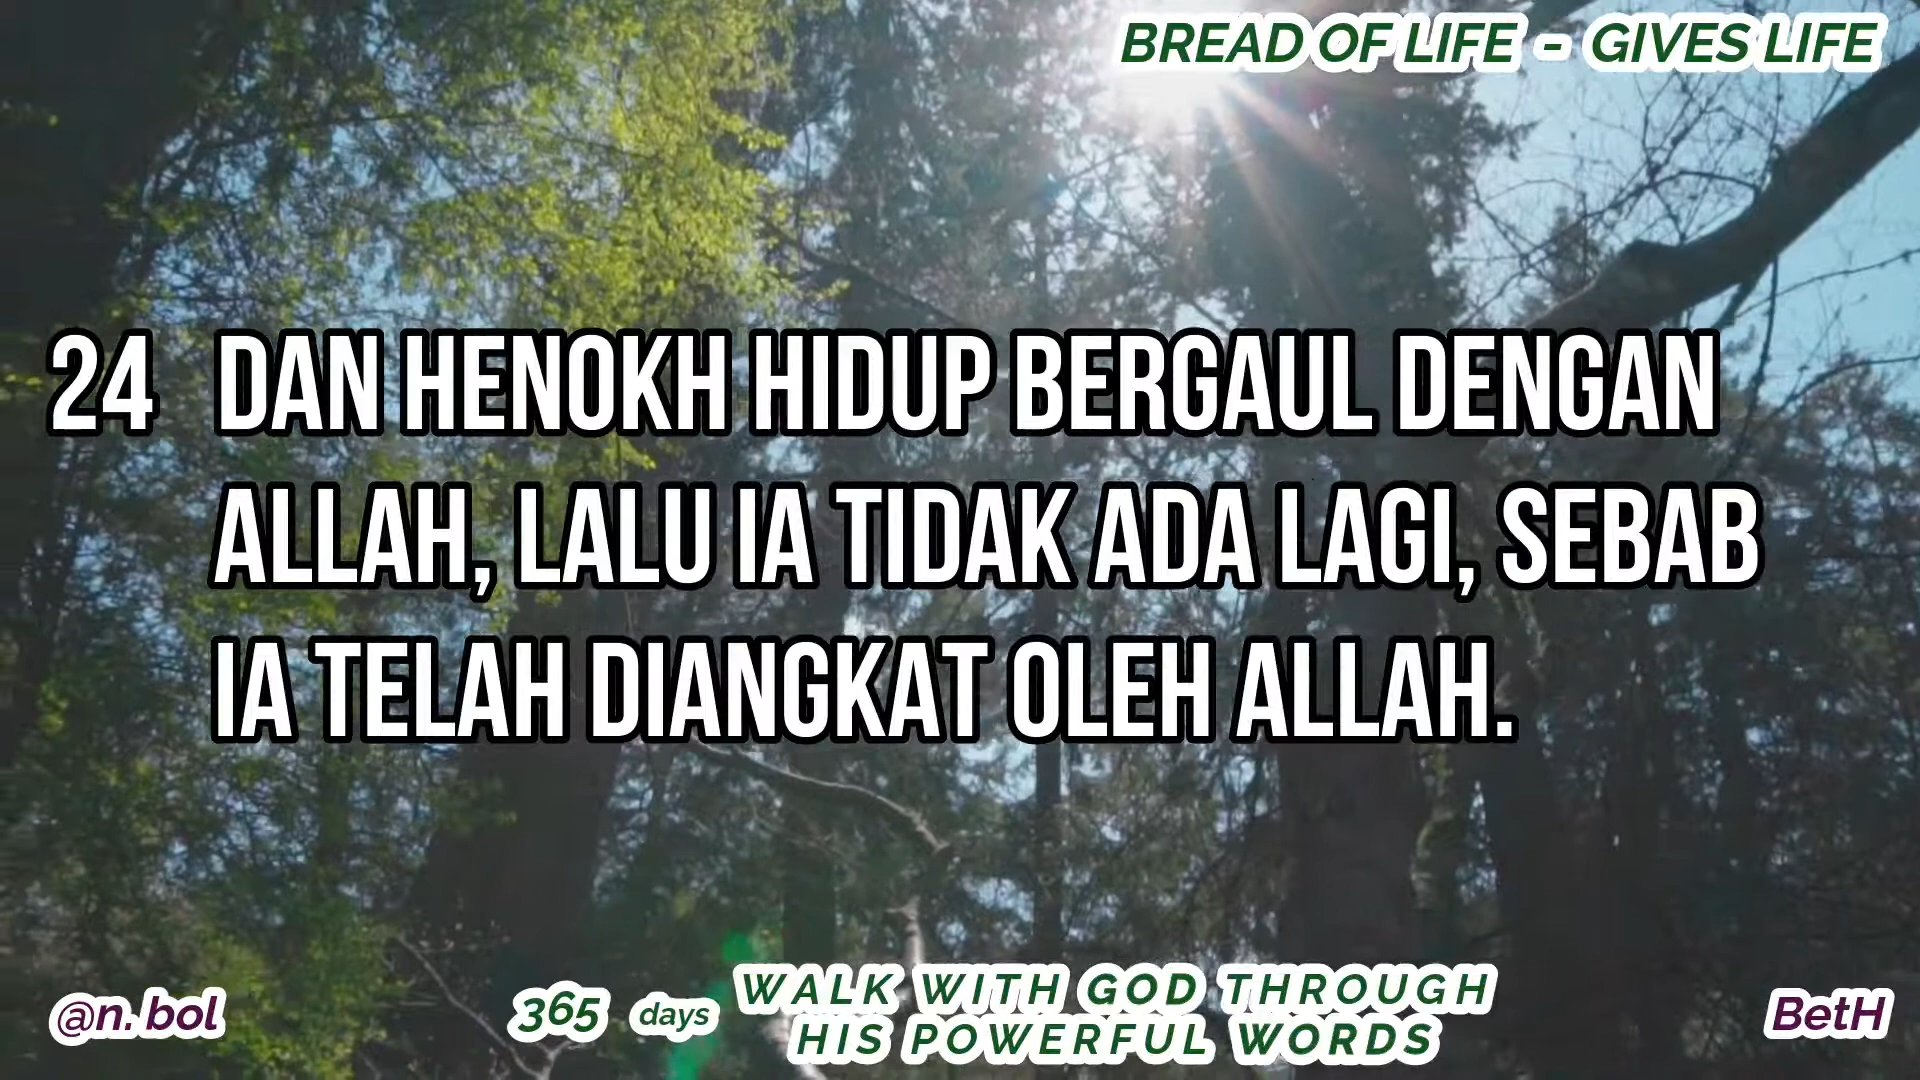 BREAD OF LIFE - GIVES LIFE
24 DAN HENOKH HIDUP BERGAUL DENGAN
ALLAH, LALU IA TIDAK ADA LAGI, SEBAB
IA TELAH DIANGKAT OLEH ALLAH.
@n.bol
365 days
WALK WITH GOD THROUGH
HIS POWERFUL WORDS
BetH